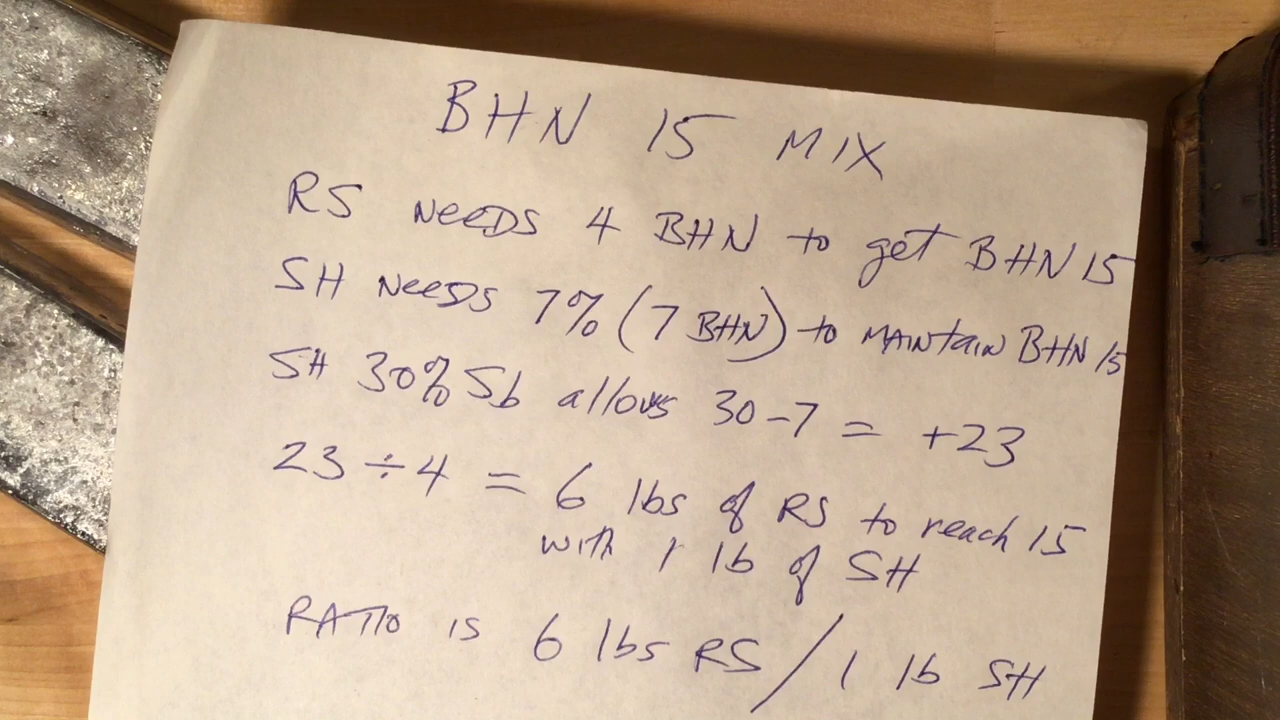 BHN 15 MIX
RS NEEDS 4 BHN to get BHN 15
SH NEEDS 7% (7 BHN) to MAINTAIN BHN 15
SH 30% Sb allows 30-7 = +23
23 ÷ 4 = 6 lbs of RS to reach 15
with 1 lb of SH
RATIO IS 6 lbs RS / 1 lb SH